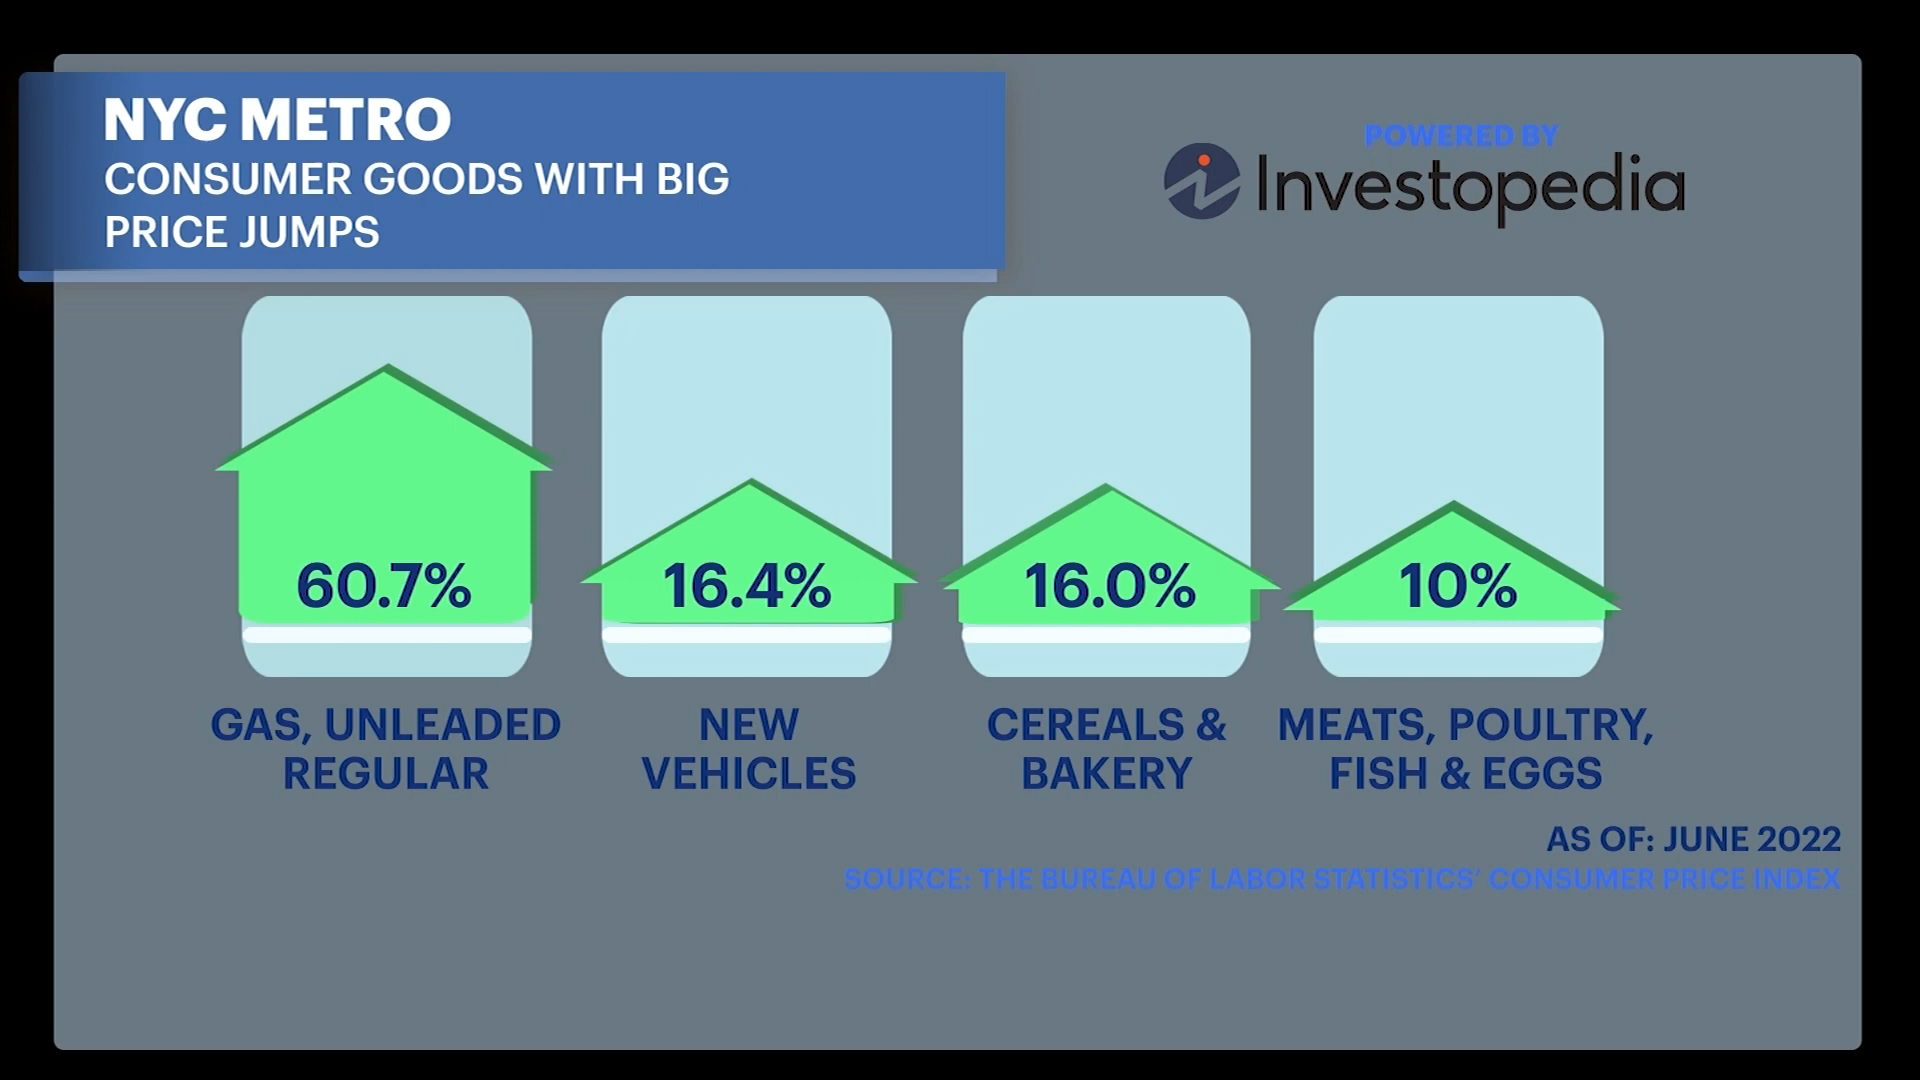 NYC METRO
CONSUMER GOODS WITH BIG
PRICE JUMPS
POWERED BY
Investopedia
60.7%
16.4%
16.0%
10%
GAS, UNLEADED
REGULAR
NEW
VEHICLES
CEREALS &
BAKERY
MEATS, POULTRY,
FISH & EGGS
AS OF: JUNE 2022
SOURCE: THE BUREAU OF LABOR STATISTICS' CONSUMER PRICE INDEX